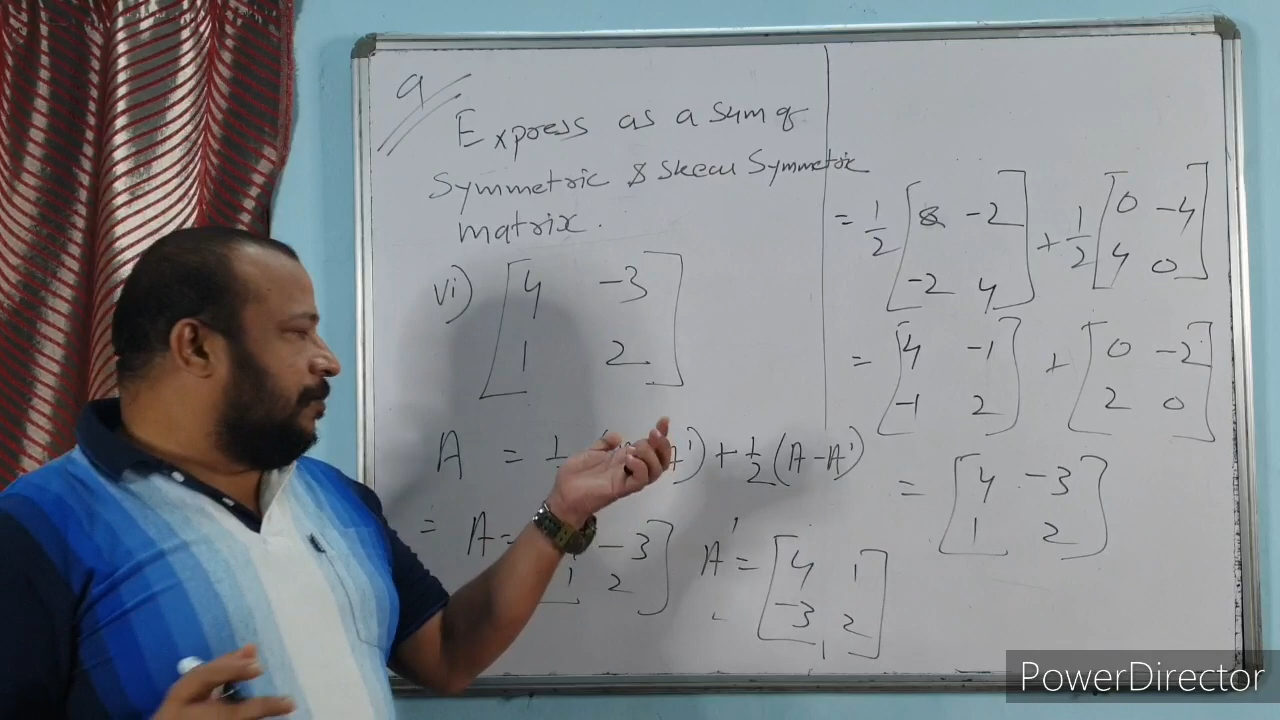 9
Express as a sum of
Symmetric & Skew Symmetric
matrix.
vi) [4 -3
1 2]
A = 1 A') + 1/2 (A - A')
= A = -3
1 2] A' = [4 1
-3 2]
= 1/2 [8 -2
-2 4] + 1/2 [0 -4
4 0]
= [4 -1
-1 2] + [0 -2
2 0]
= [4 -3
1 2]
PowerDirector